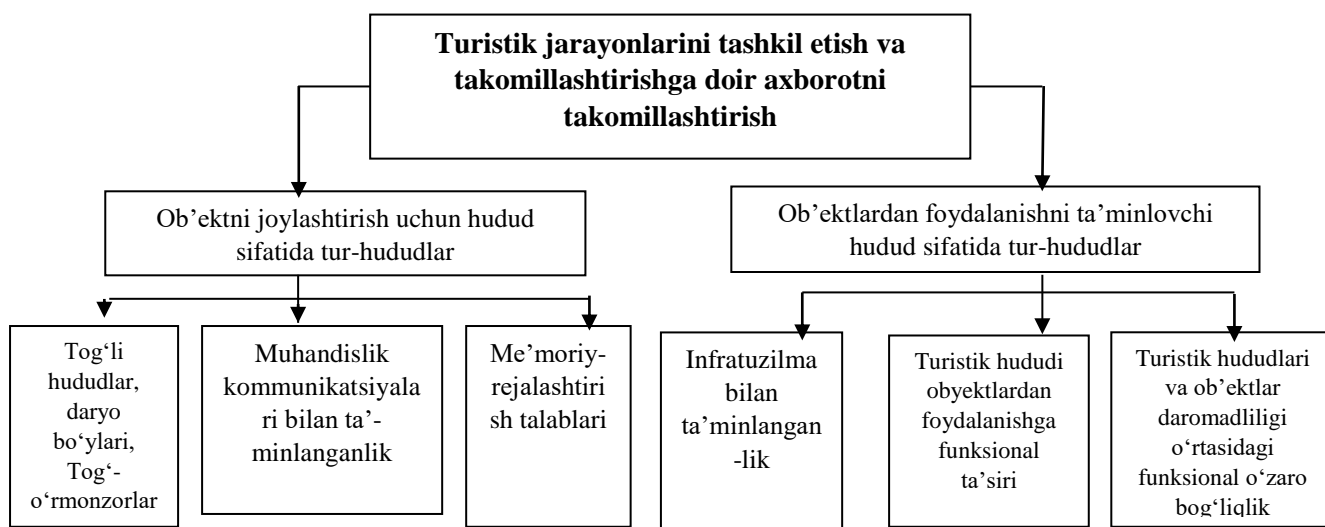 Turistik jarayonlarini tashkil etish va
takomillashtirishga doir axborotni
takomillashtirish
Ob’ektni joylashtirish uchun hudud
sifatida tur-hududlar
Ob’ektlardan foydalanishni ta’minlovchi
hudud sifatida tur-hududlar
Tog‘li
hududlar,
daryo
bo‘ylari,
Tog‘-
o‘rmonzorlar
Muhandislik
kommunikatsiyala
ri bilan ta’-
minlanganlik
Me’moriy-
rejalashtiri
sh talablari
Infratuzilma
bilan
ta’minlangan
-lik
Turistik hududi
obyektlardan
foydalanishga
funksional
ta’siri
Turistik hududlari
va ob’ektlar
daromadliligi
o‘rtasidagi
funksional o‘zaro
bog‘liqlik